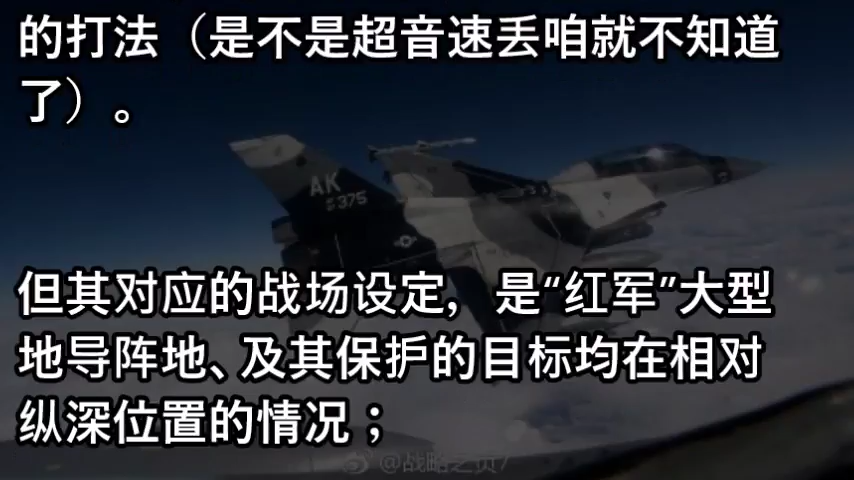 的打法（是不是超音速丢咱就不知道
了）。
AK
375
但其对应的战场设定，是“红军”大型
地导阵地、及其保护的目标均在相对
纵深位置的情况；
@战略之页7